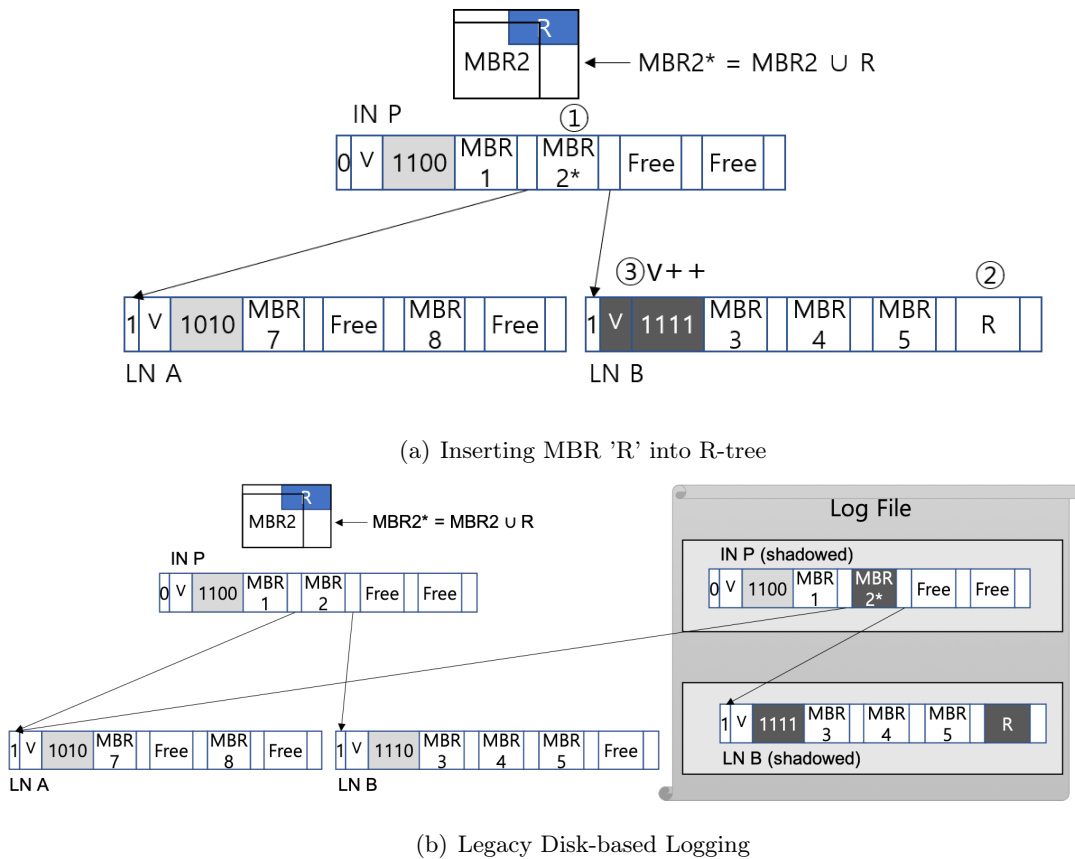 R
MBR2
MBR2* = MBR2 ∪ R
IN P
①
0 V 1100 MBR 1 MBR 2* Free Free
③V++
②
1 V 1010 MBR 7 Free MBR 8 Free
1 V 1111 MBR 3 MBR 4 MBR 5 R
LN A
LN B
(a) Inserting MBR 'R' into R-tree
R
MBR2
MBR2* = MBR2 ∪ R
IN P
0 V 1100 MBR 1 MBR 2 Free Free
1 V 1010 MBR 7 Free MBR 8 Free
LN A
1 V 1110 MBR 3 MBR 4 MBR 5 Free
LN B
Log File
IN P (shadowed)
0 V 1100 MBR 1 MBR 2* Free Free
1 V 1111 MBR 3 MBR 4 MBR 5 R
LN B (shadowed)
(b) Legacy Disk-based Logging